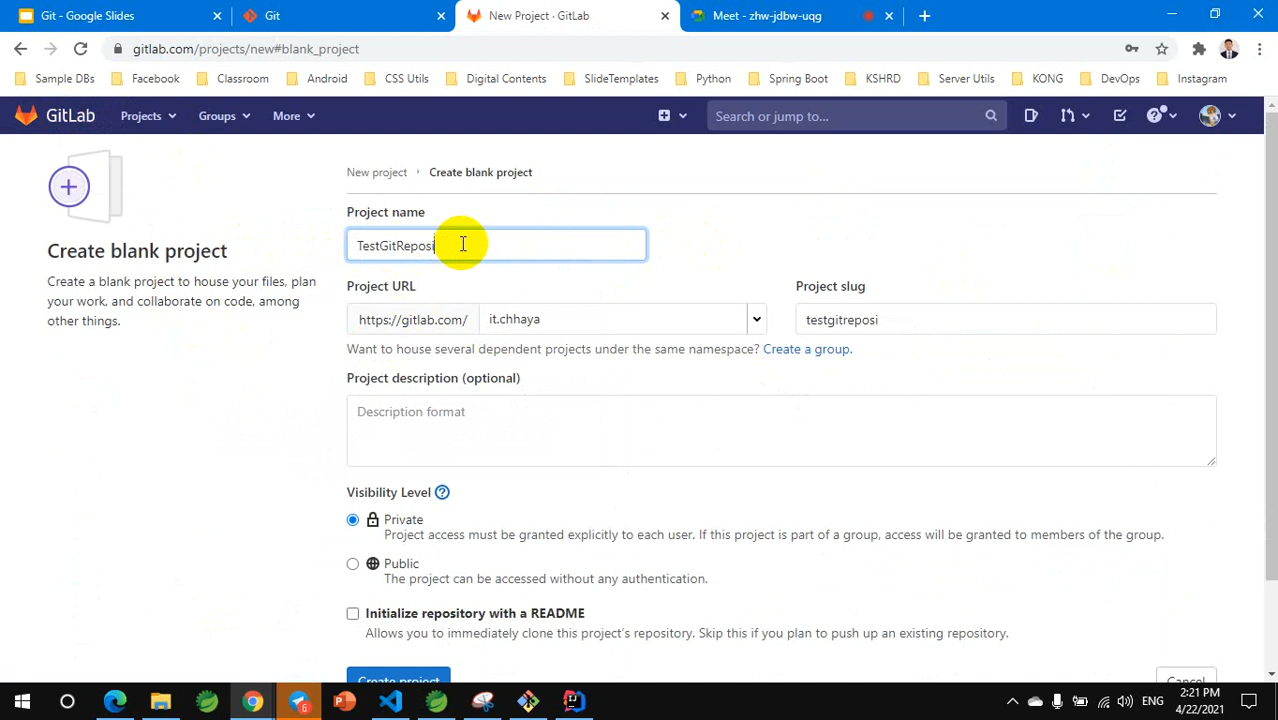 Git - Google Slides
Git
New Project · GitLab
Meet - zhw-jdbw-uqg
gitlab.com/projects/new#blank_project
Sample DBs
Facebook
Classroom
Android
CSS Utils
Digital Contents
SlideTemplates
Python
Spring Boot
KSHRD
Server Utils
KONG
DevOps
Instagram
GitLab
Projects
Groups
More
Search or jump to...
New project
Create blank project
Create blank project
Create a blank project to house your files, plan
your work, and collaborate on code, among
other things.
Project name
TestGitReposi
Project URL
Project slug
https://gitlab.com/
it.chhaya
testgitreposi
Want to house several dependent projects under the same namespace? Create a group.
Project description (optional)
Description format
Visibility Level
Private
Project access must be granted explicitly to each user. If this project is part of a group, access will be granted to members of the group.
Public
The project can be accessed without any authentication.
Initialize repository with a README
Allows you to immediately clone this project's repository. Skip this if you plan to push up an existing repository.
Create project
Cancel
ENG
2:21 PM
4/22/2021